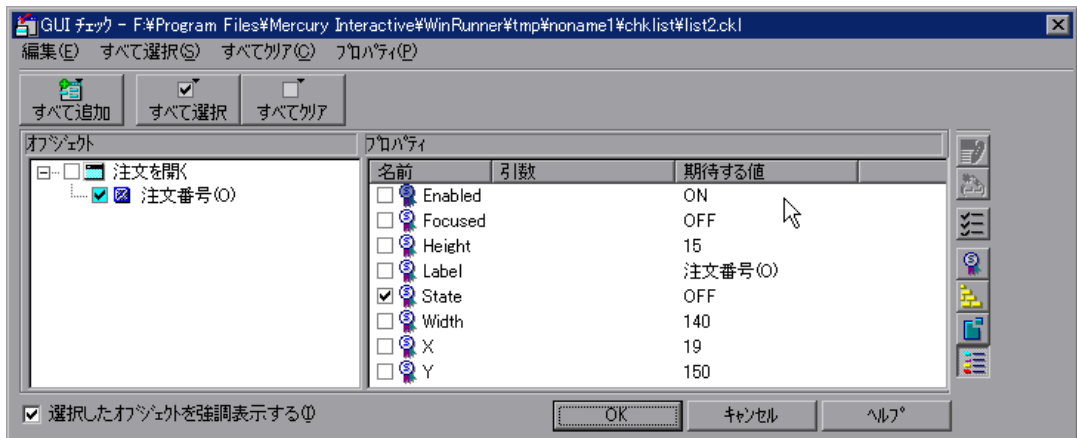 GUI ﾁｪｯｸ - F:¥Program Files¥Mercury Interactive¥WinRunner¥tmp¥noname1¥chklist¥list2.ckl
編集(E) すべて選択(S) すべてｸﾘｱ(C) ﾌﾟﾛﾊﾟﾃｨ(P)
すべて追加 すべて選択 すべてｸﾘｱ
ｵﾌﾞｼﾞｪｸﾄ ﾌﾟﾛﾊﾟﾃｨ
注文を開く
注文番号(O)
名前 引数 期待する値
Enabled ON
Focused OFF
Height 15
Label 注文番号(O)
State OFF
Width 140
X 19
Y 150
選択したｵﾌﾞｼﾞｪｸﾄを強調表示する(I)
OK ｷｬﾝｾﾙ ﾍﾙﾌﾟ